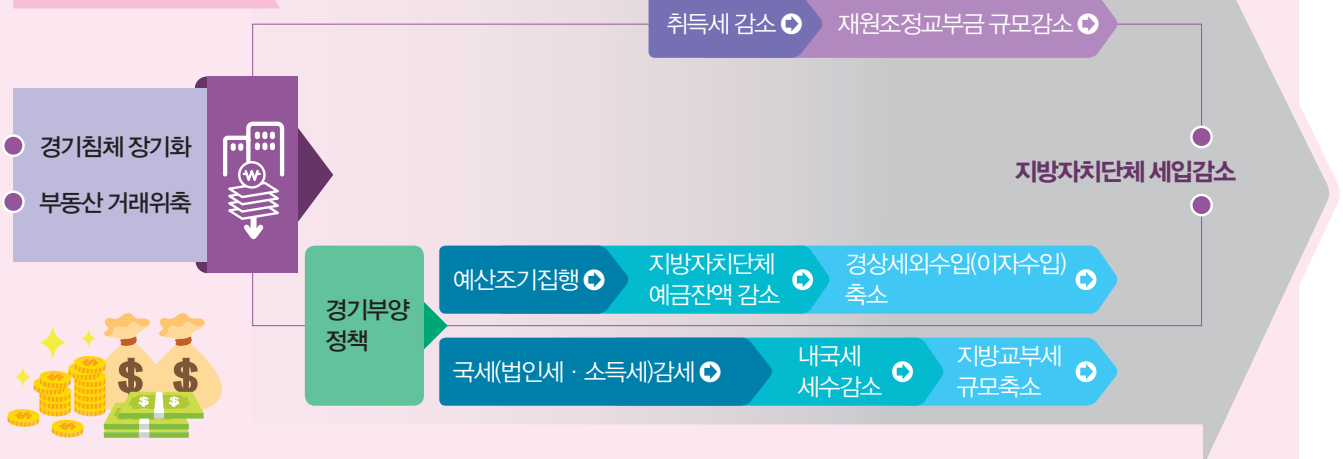 취득세 감소
재원조정교부금 규모감소
경기침체 장기화
부동산 거래위축
지방자치단체 세입감소
경기부양
정책
예산조기집행
지방자치단체
예금잔액 감소
경상세외수입(이자수입)
축소
국세(법인세 · 소득세)감세
내국세
세수감소
지방교부세
규모축소